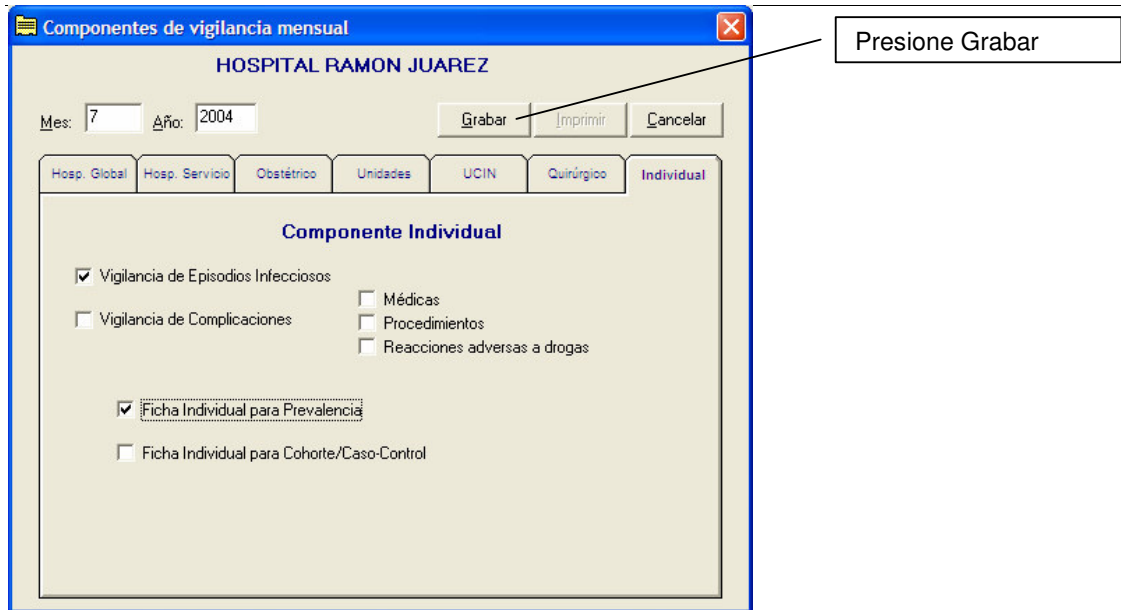 Componentes de vigilancia mensual
Presione Grabar
HOSPITAL RAMON JUAREZ
Mes: 7 Año: 2004 Grabar Imprimir Cancelar
Hosp. Global Hosp. Servicio Obstétrico Unidades UCIN Quirúrgico Individual
Componente Individual
Vigilancia de Episodios Infecciosos
Médicas
Vigilancia de Complicaciones Procedimientos
Reacciones adversas a drogas
Ficha Individual para Prevalencia
Ficha Individual para Cohorte/Caso-Control